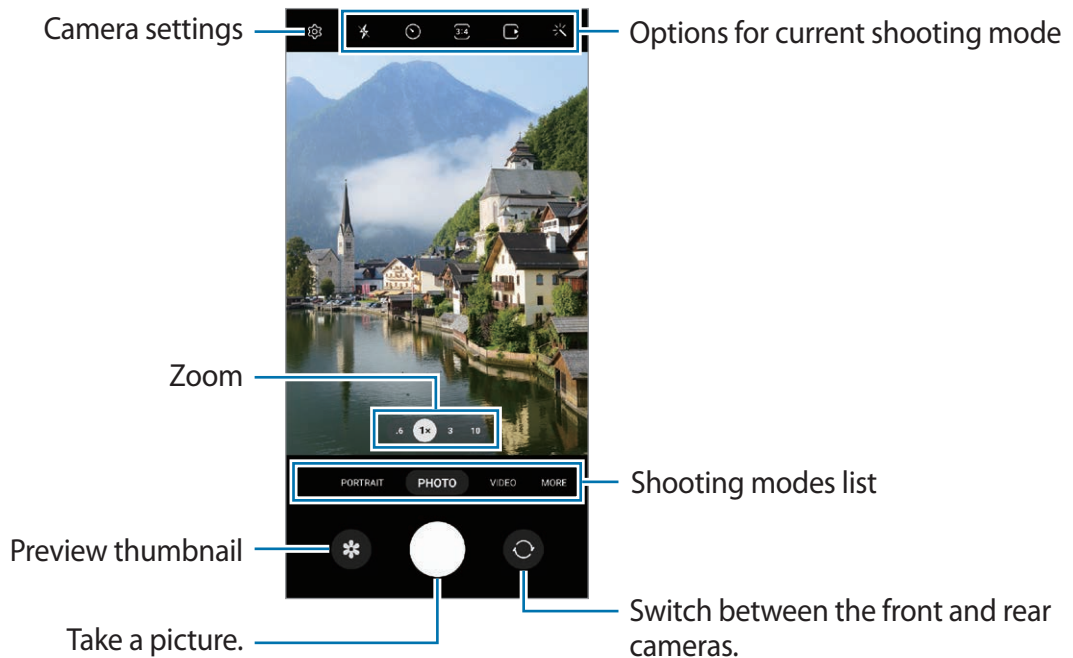 Camera settings
3:4
Options for current shooting mode
Zoom
.6 1× 3 10
PORTRAIT PHOTO VIDEO MORE
Shooting modes list
Preview thumbnail
Take a picture.
Switch between the front and rear
cameras.